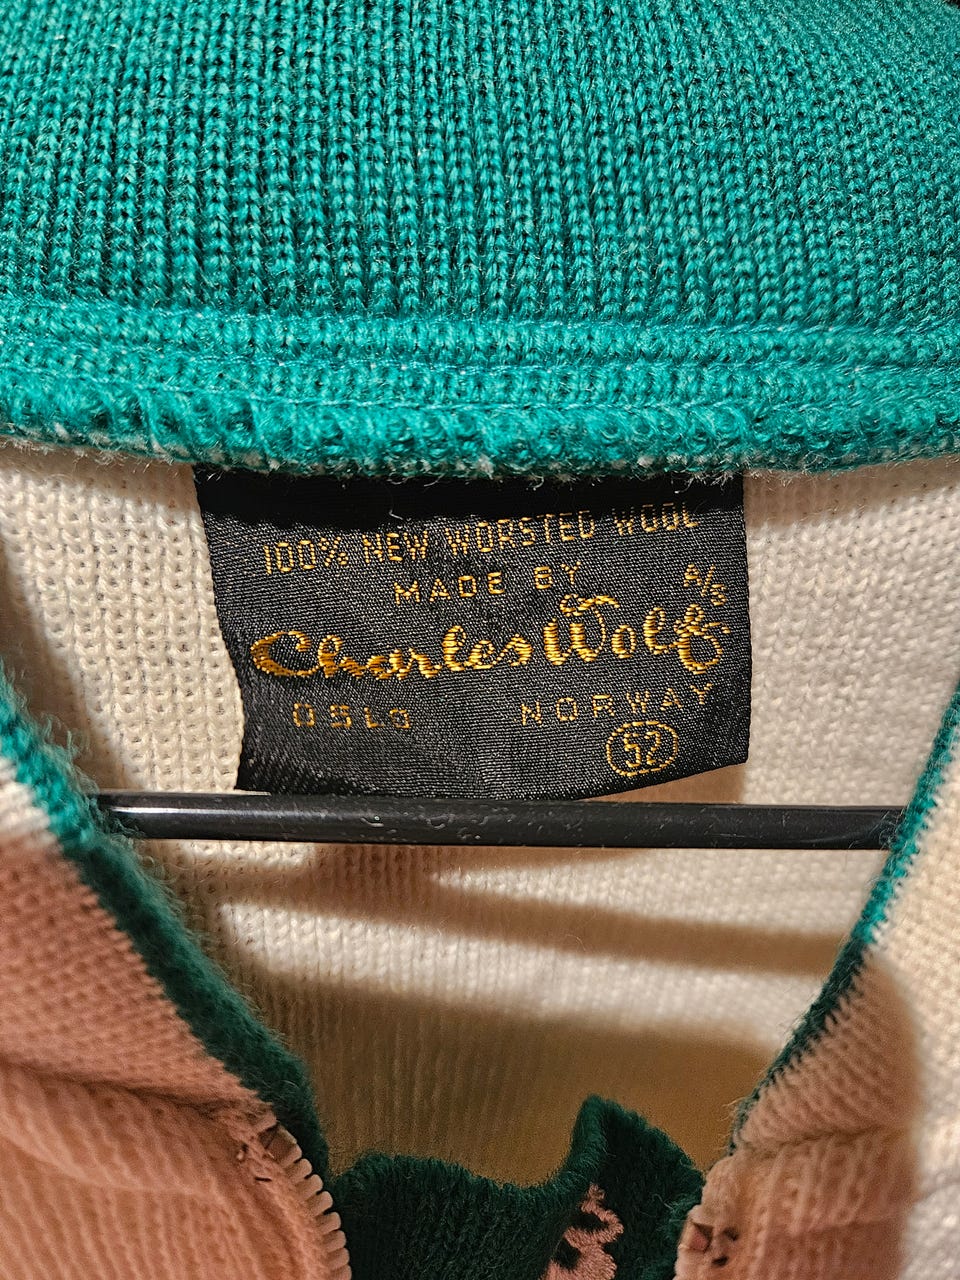 100% NEW WORSTED WOOL
MADE BY
Charles Wolf A/S
OSLO NORWAY
52